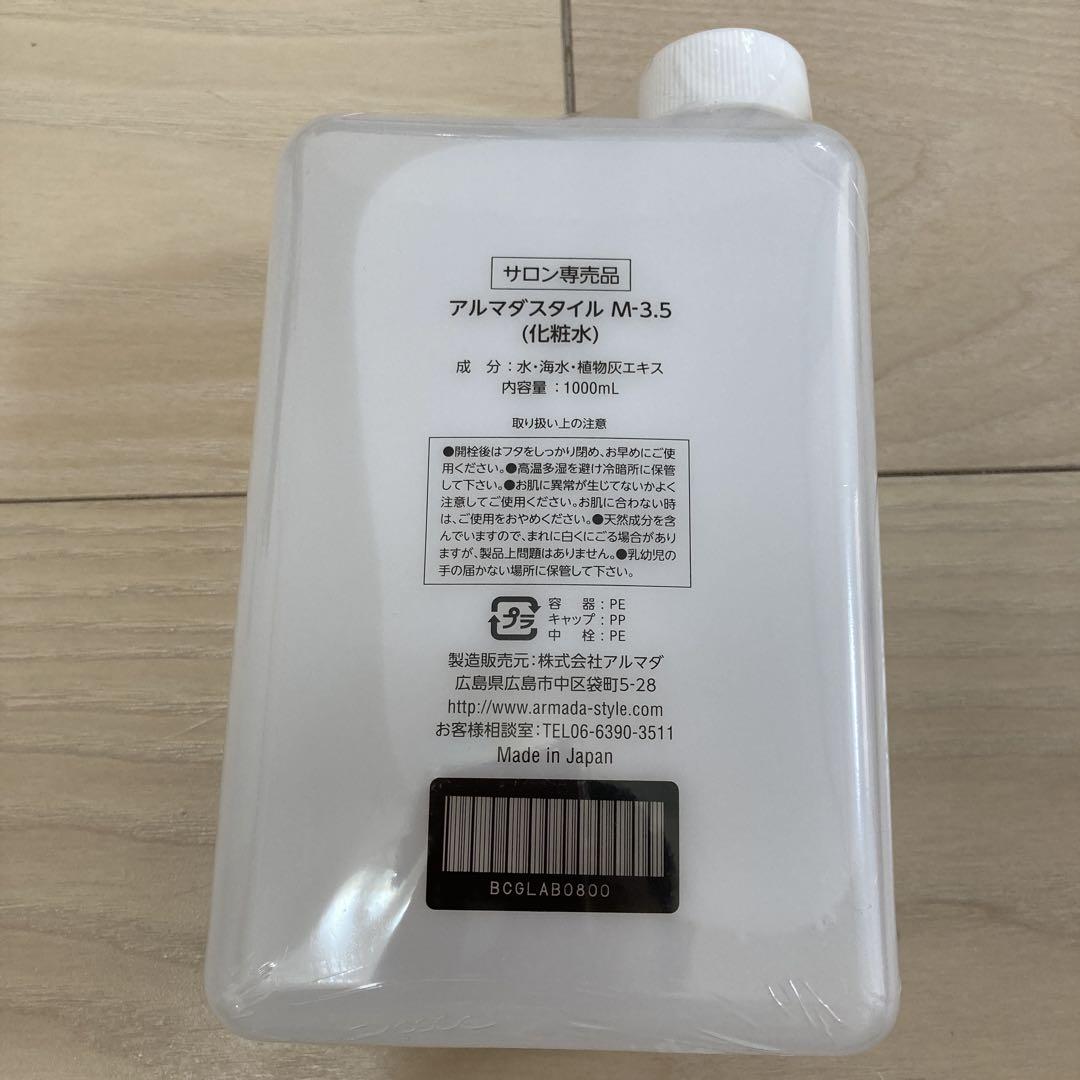 サロン専売品
アルマダスタイル M-3.5
(化粧水)
成　分：水・海水・植物灰エキス
内容量：1000mL
取り扱い上の注意
●開栓後はフタをしっかり閉め、お早めにご使
用ください。●高温多湿を避け冷暗所に保管
して下さい。●お肌に異常が生じてないかよく
注意してご使用ください。お肌に合わない時
は、ご使用をおやめください。●天然成分を含
んでいますので、まれに白くにごる場合があり
ますが、製品上問題はありません。●乳幼児の
手の届かない場所に保管して下さい。
プラ
容　器：PE
キャップ：PP
中　栓：PE
製造販売元：株式会社アルマダ
広島県広島市中区袋町5-28
http://www.armada-style.com
お客様相談室：TEL06-6390-3511
Made in Japan
BCGLAB0800